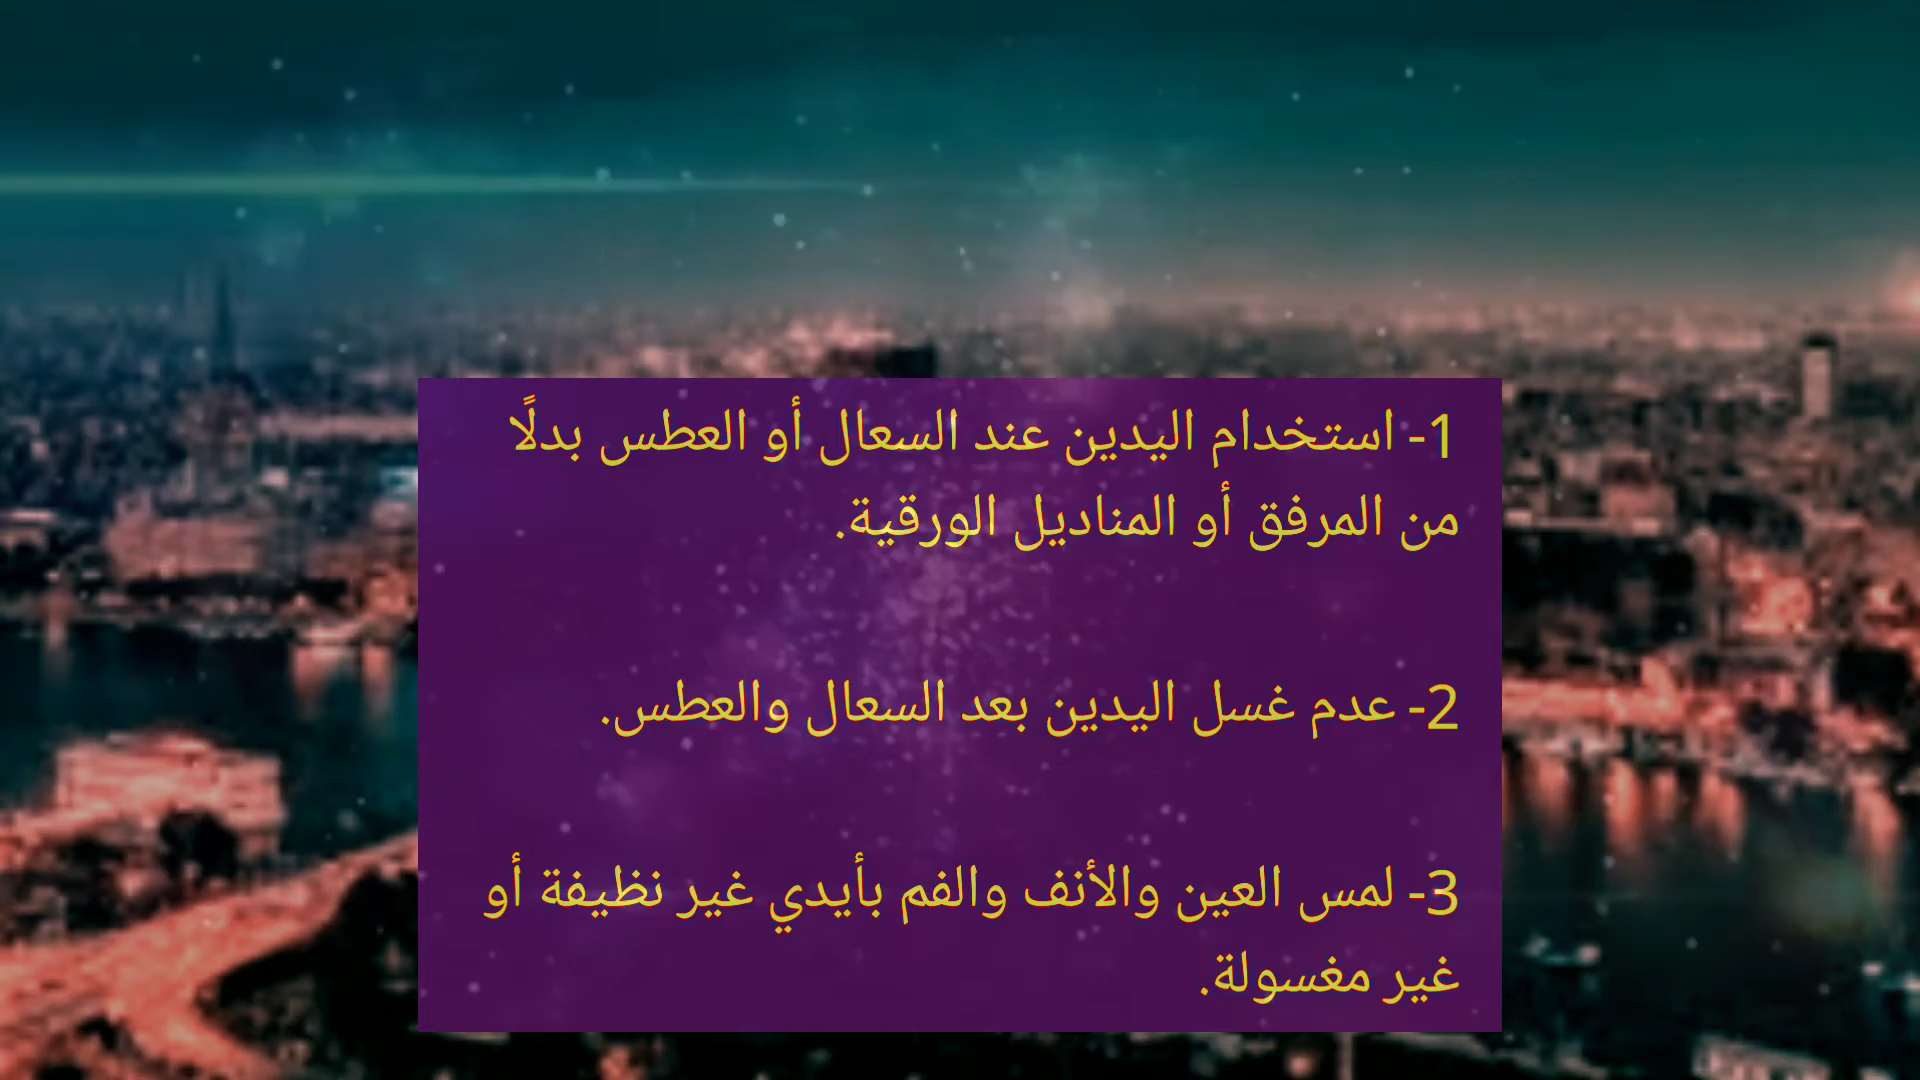 1- استخدام اليدين عند السعال أو العطس بدلًا
من المرفق أو المناديل الورقية.
2- عدم غسل اليدين بعد السعال والعطس.
3- لمس العين والأنف والفم بأيدي غير نظيفة أو
غير مغسولة.